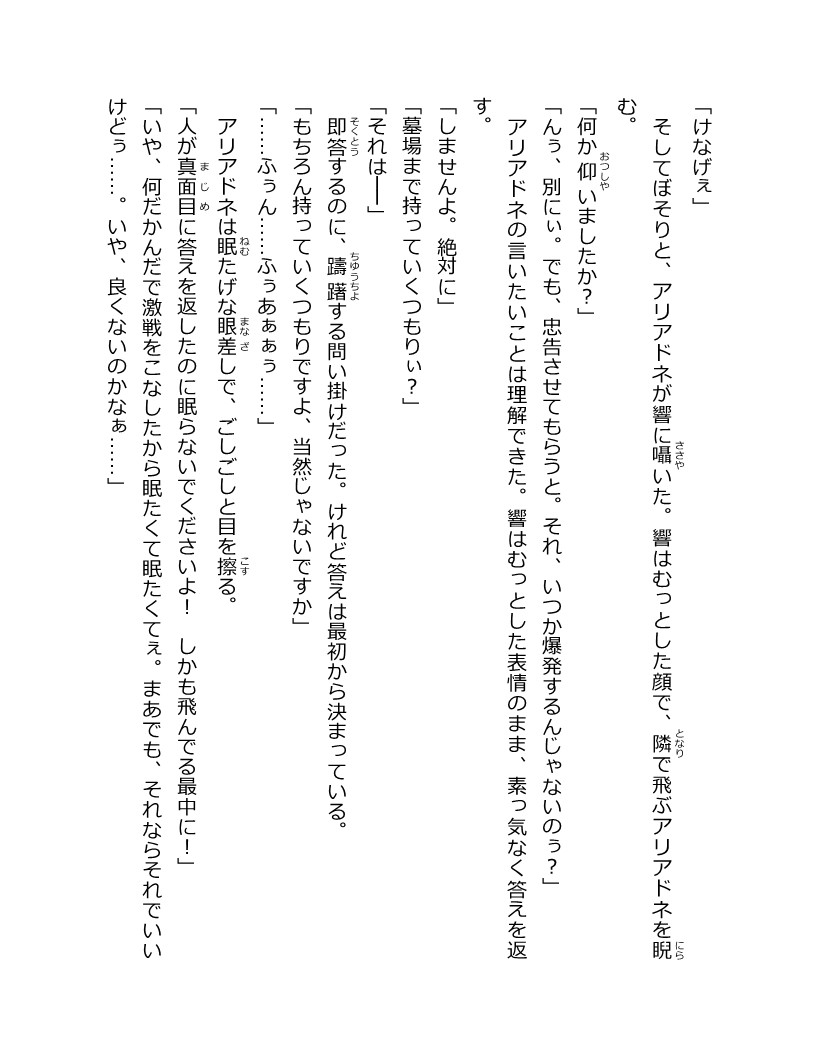 「けなげぇ」
そしてぼそりと、アリアドネが響に囁いた。響はむっとした顔で、隣で飛ぶアリアドネを睨
む。
「何か仰いましたか？」
「んぅ、別にぃ。でも、忠告させてもらうと。それ、いつか爆発するんじゃないのぅ？」
アリアドネの言いたいことは理解できた。響はむっとした表情のまま、素っ気なく答えを返
す。
「しませんよ。絶対に」
「墓場まで持っていくつもりぃ？」
「それは――」
即答するのに、躊躇する問い掛けだった。けれど答えは最初から決まっている。
「もちろん持っていくつもりですよ、当然じゃないですか」
「……ふぅん……ふぅあぁぁぅ……」
アリアドネは眠たげな眼差しで、ごしごしと目を擦る。
「人が真面目に答えを返したのに眠らないでくださいよ！　しかも飛んでる最中に！」
「いや、何だかんだで激戦をこなしたから眠たくて眠たくてぇ。まあでも、それならそれでいい
けどぅ……。いや、良くないのかなぁ……」